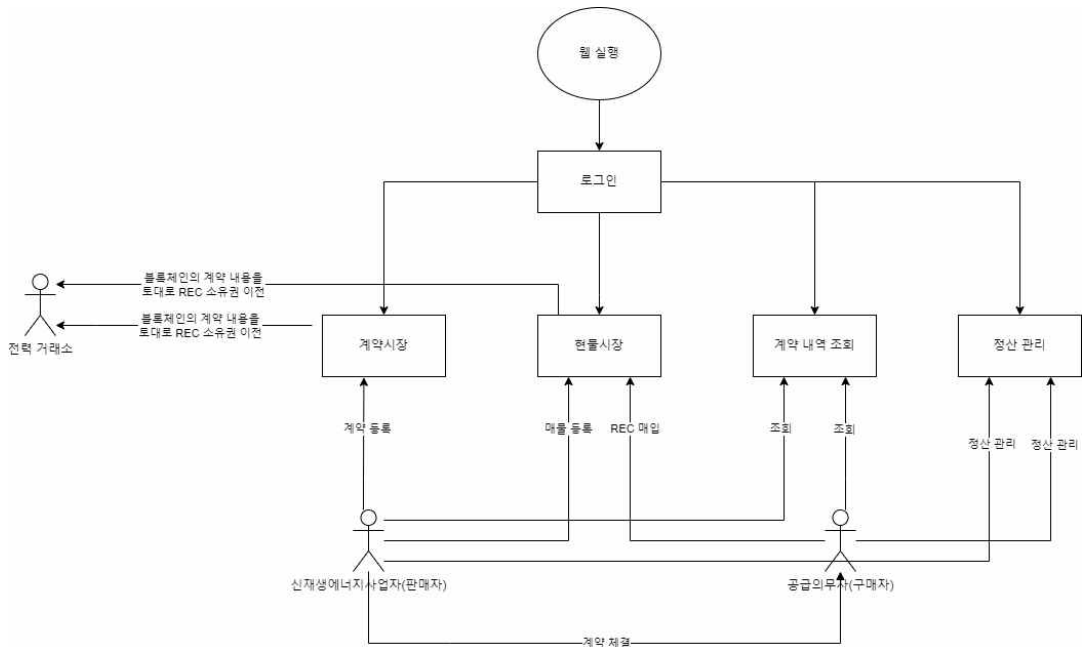 웹 실행
로그인
블록체인의 계약 내용을
토대로 REC 소유권 이전
블록체인의 계약 내용을
토대로 REC 소유권 이전
전력 거래소
계약시장
현물시장
계약 내역 조회
정산 관리
계약 등록
매물 등록
REC 매입
조회
조회
정산 관리
정산 관리
신재생에너지사업자(판매자)
공급의무사(구매자)
계약 체결